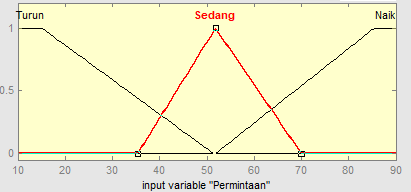 Turun Sedang Naik
1
0.5
0
10 20 30 40 50 60 70 80 90
input variable "Permintaan"